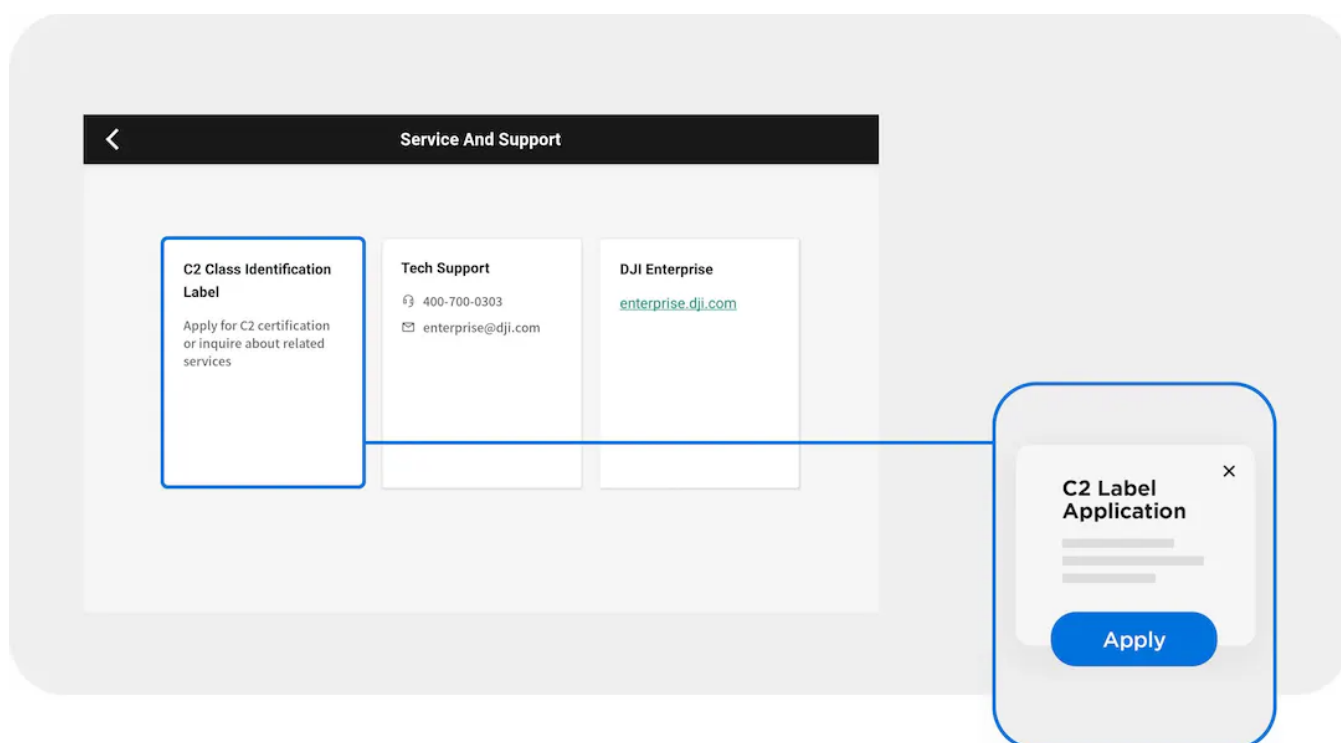 Service And Support
C2 Class Identification
Label
Apply for C2 certification
or inquire about related
services
Tech Support
400-700-0303
enterprise@dji.com
DJI Enterprise
enterprise.dji.com
C2 Label
Application
Apply